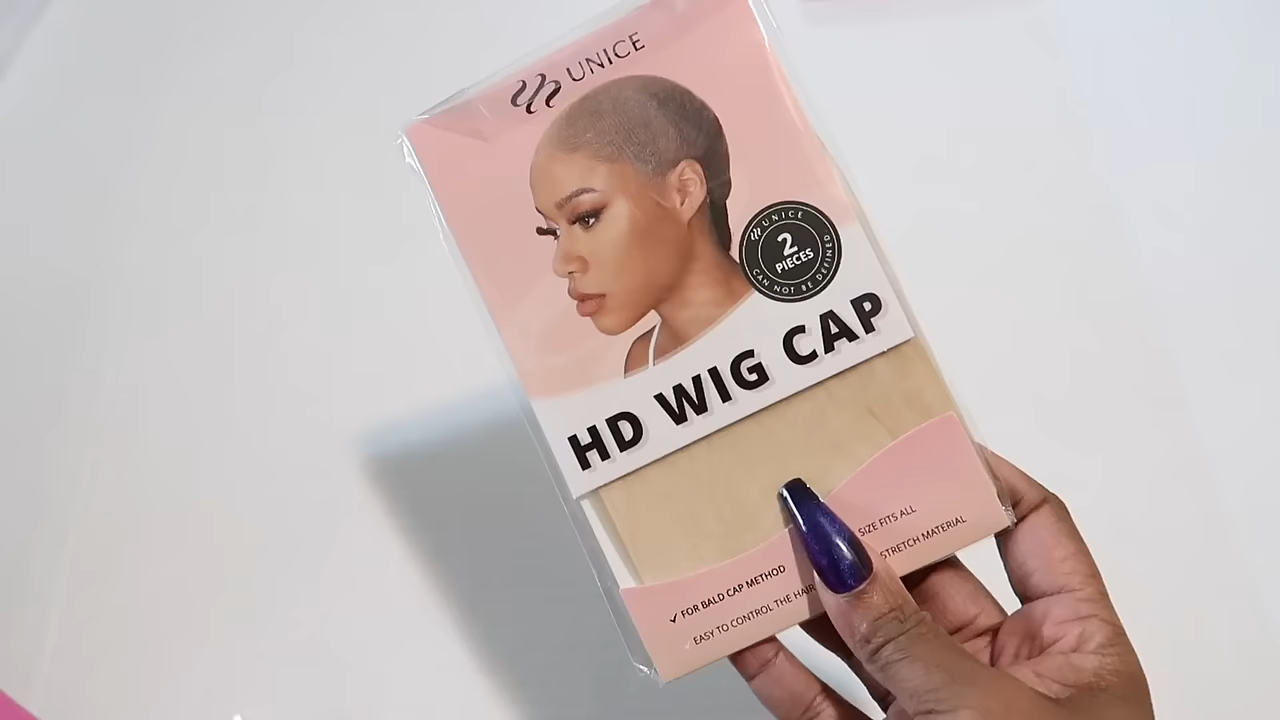 UNICE
UNICE
2
PIECES
CAN NOT BE DEFINED
HD WIG CAP
FOR BALD CAP METHOD
SIZE FITS ALL
EASY TO CONTROL THE HAIR
STRETCH MATERIAL